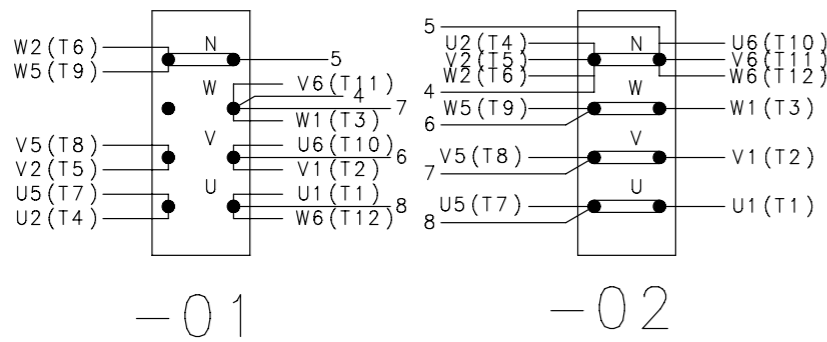 W2(T6)
W5(T9)
N
5
W
V6(T11)
4
7
W1(T3)
V5(T8)
V2(T5)
V
U6(T10)
6
V1(T2)
U5(T7)
U2(T4)
U
U1(T1)
8
W6(T12)
-01
5
U2(T4)
V2(T5)
W2(T6)
4
N
U6(T10)
V6(T11)
W6(T12)
W5(T9)
6
W
W1(T3)
V5(T8)
7
V
V1(T2)
U5(T7)
8
U
U1(T1)
-02